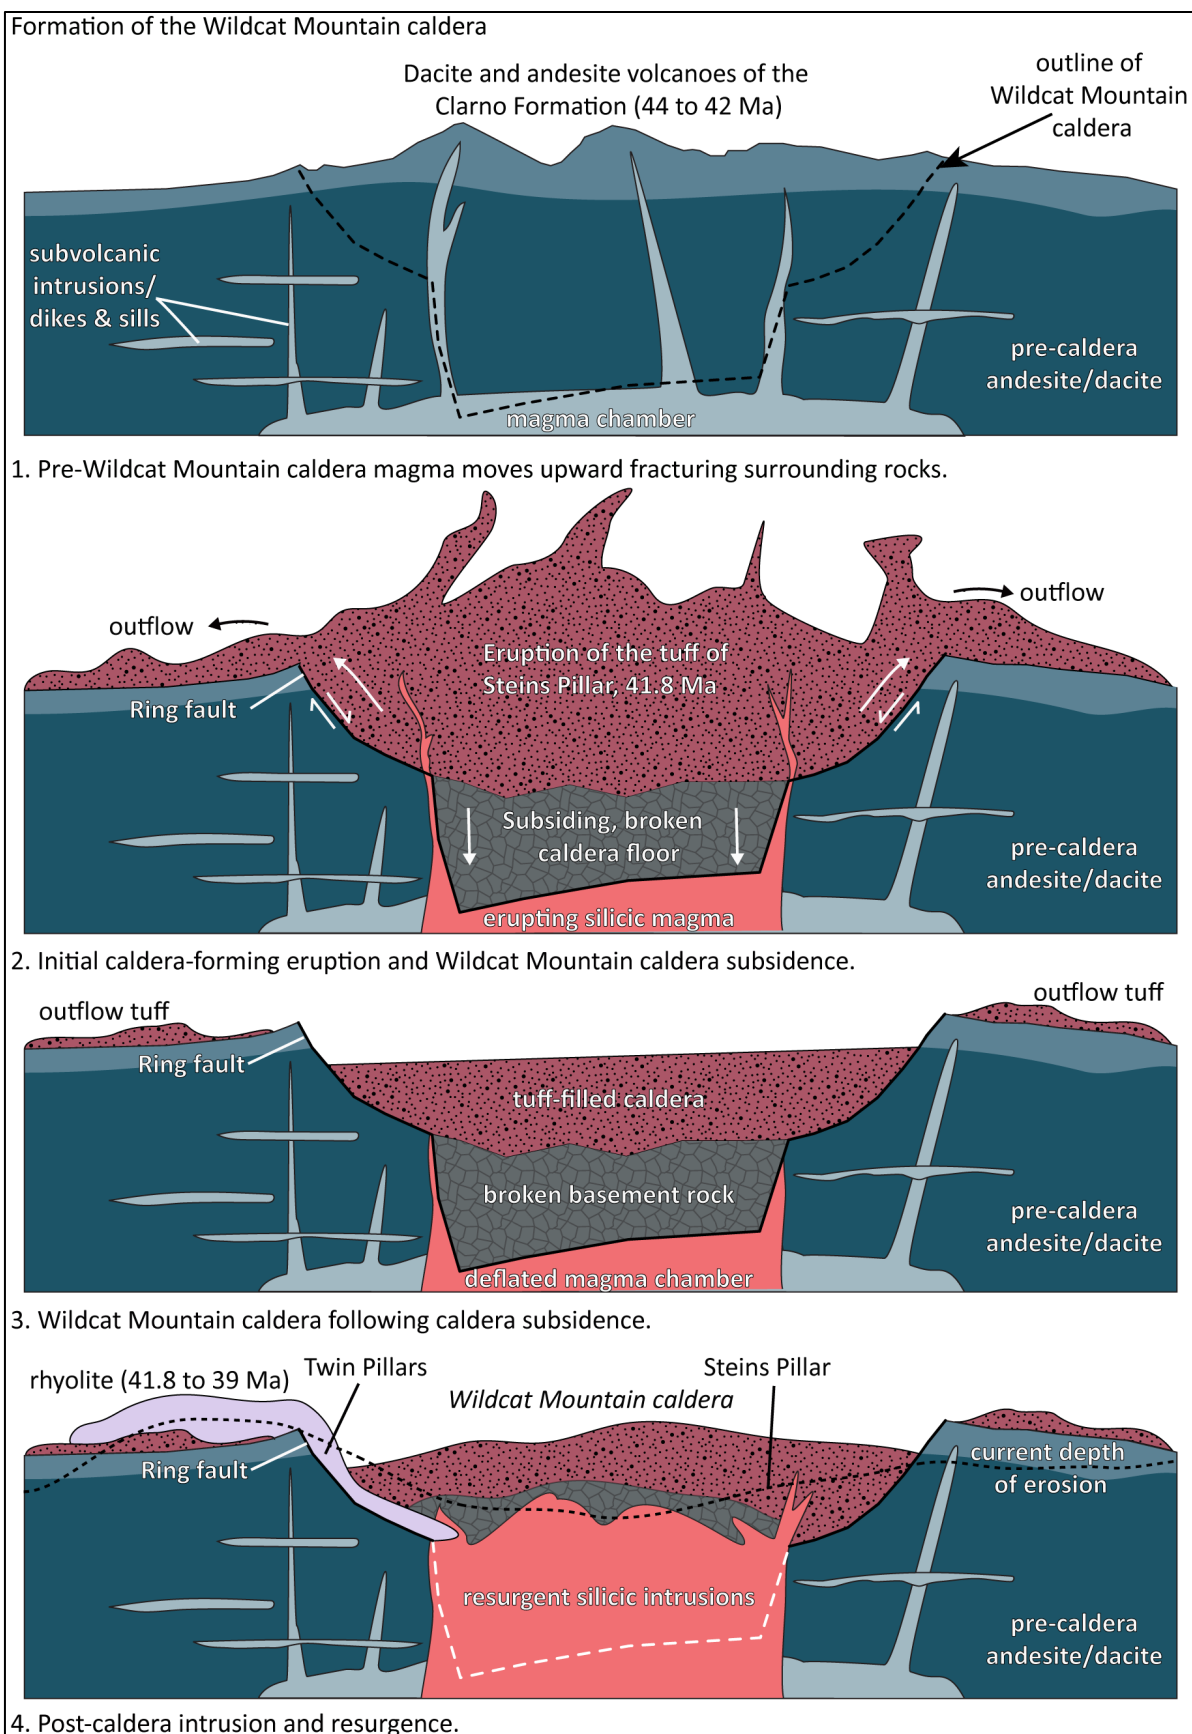 Formation of the Wildcat Mountain caldera
Dacite and andesite volcanoes of the
Clarno Formation (44 to 42 Ma)
outline of
Wildcat Mountain
caldera
subvolcanic
intrusions/
dikes & sills
pre-caldera
andesite/dacite
magma chamber
1. Pre-Wildcat Mountain caldera magma moves upward fracturing surrounding rocks.
outflow
outflow
Eruption of the tuff of
Steins Pillar, 41.8 Ma
Ring fault
Subsiding, broken
caldera floor
pre-caldera
andesite/dacite
erupting silicic magma
2. Initial caldera-forming eruption and Wildcat Mountain caldera subsidence.
outflow tuff
outflow tuff
Ring fault
tuff-filled caldera
broken basement rock
pre-caldera
andesite/dacite
deflated magma chamber
3. Wildcat Mountain caldera following caldera subsidence.
rhyolite (41.8 to 39 Ma)
Twin Pillars
Steins Pillar
Wildcat Mountain caldera
Ring fault
current depth
of erosion
resurgent silicic intrusions
pre-caldera
andesite/dacite
4. Post-caldera intrusion and resurgence.